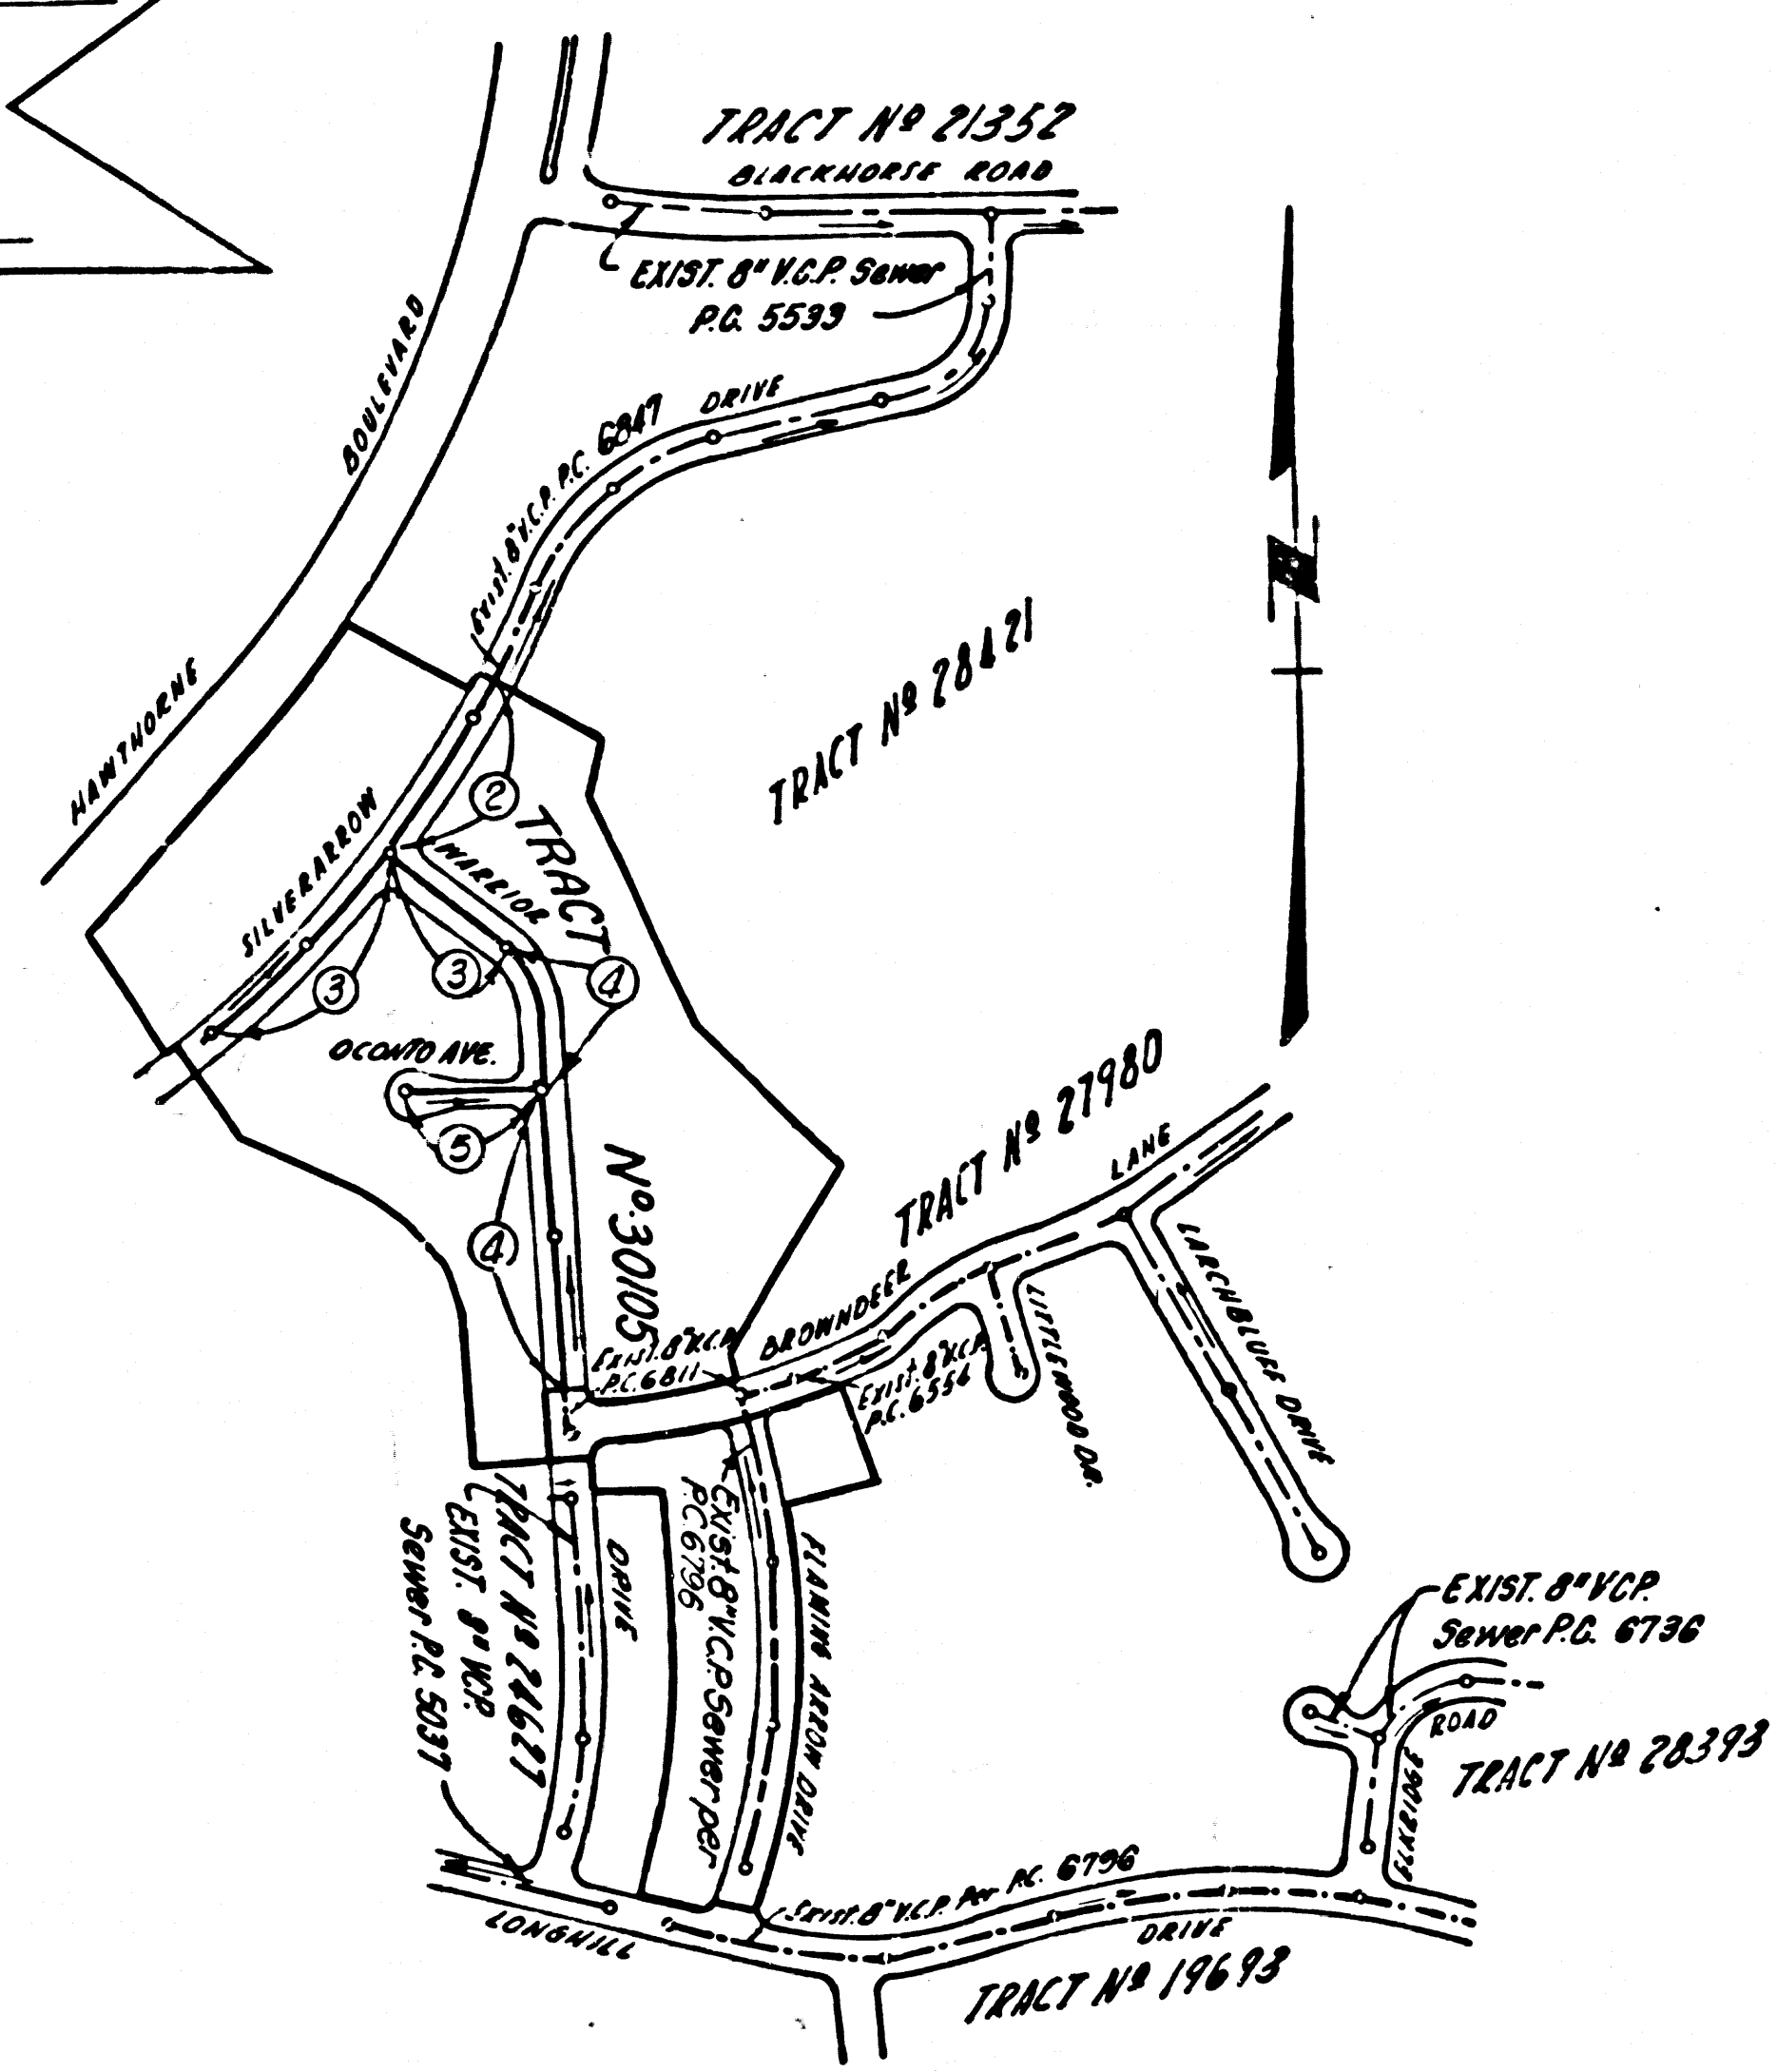 TRACT Nº 21352
BLACKHORSE ROAD
EXIST. 8" V.C.P. Sewer
P.C. 5533
BOULEVARD
DRIVE
EXIST. 8" V.C.P. P.C. 6847
HAWTHORNE
N
TRACT Nº 28421
SILVERARROW
2
WARRIOR
TRACT
3
3
4
OCONTO AVE.
5
4
Nº 30105
TRACT Nº 27980
LANE
BROWNDEER
LARCHBLUFF DRIVE
LITTLEWOOD DR.
EXIST. 8" V.C.P.
P.C. 6811
EXIST. 8" V.C.P.
P.C. 6556
TRACT Nº 24627
EXIST. 8" V.C.P.
Sewer P.C. 5037
DRIVE
Exist. 8" V.C.P. Sewer per
P.C. 6796
FLAMING ARROW DRIVE
EXIST. 8" V.C.P.
Sewer P.C. 6736
ROAD
ELKRIDGE
TRACT Nº 28393
EXIST. 8" V.C.P. Per P.C. 6796
LONGHILL
DRIVE
TRACT Nº 19693